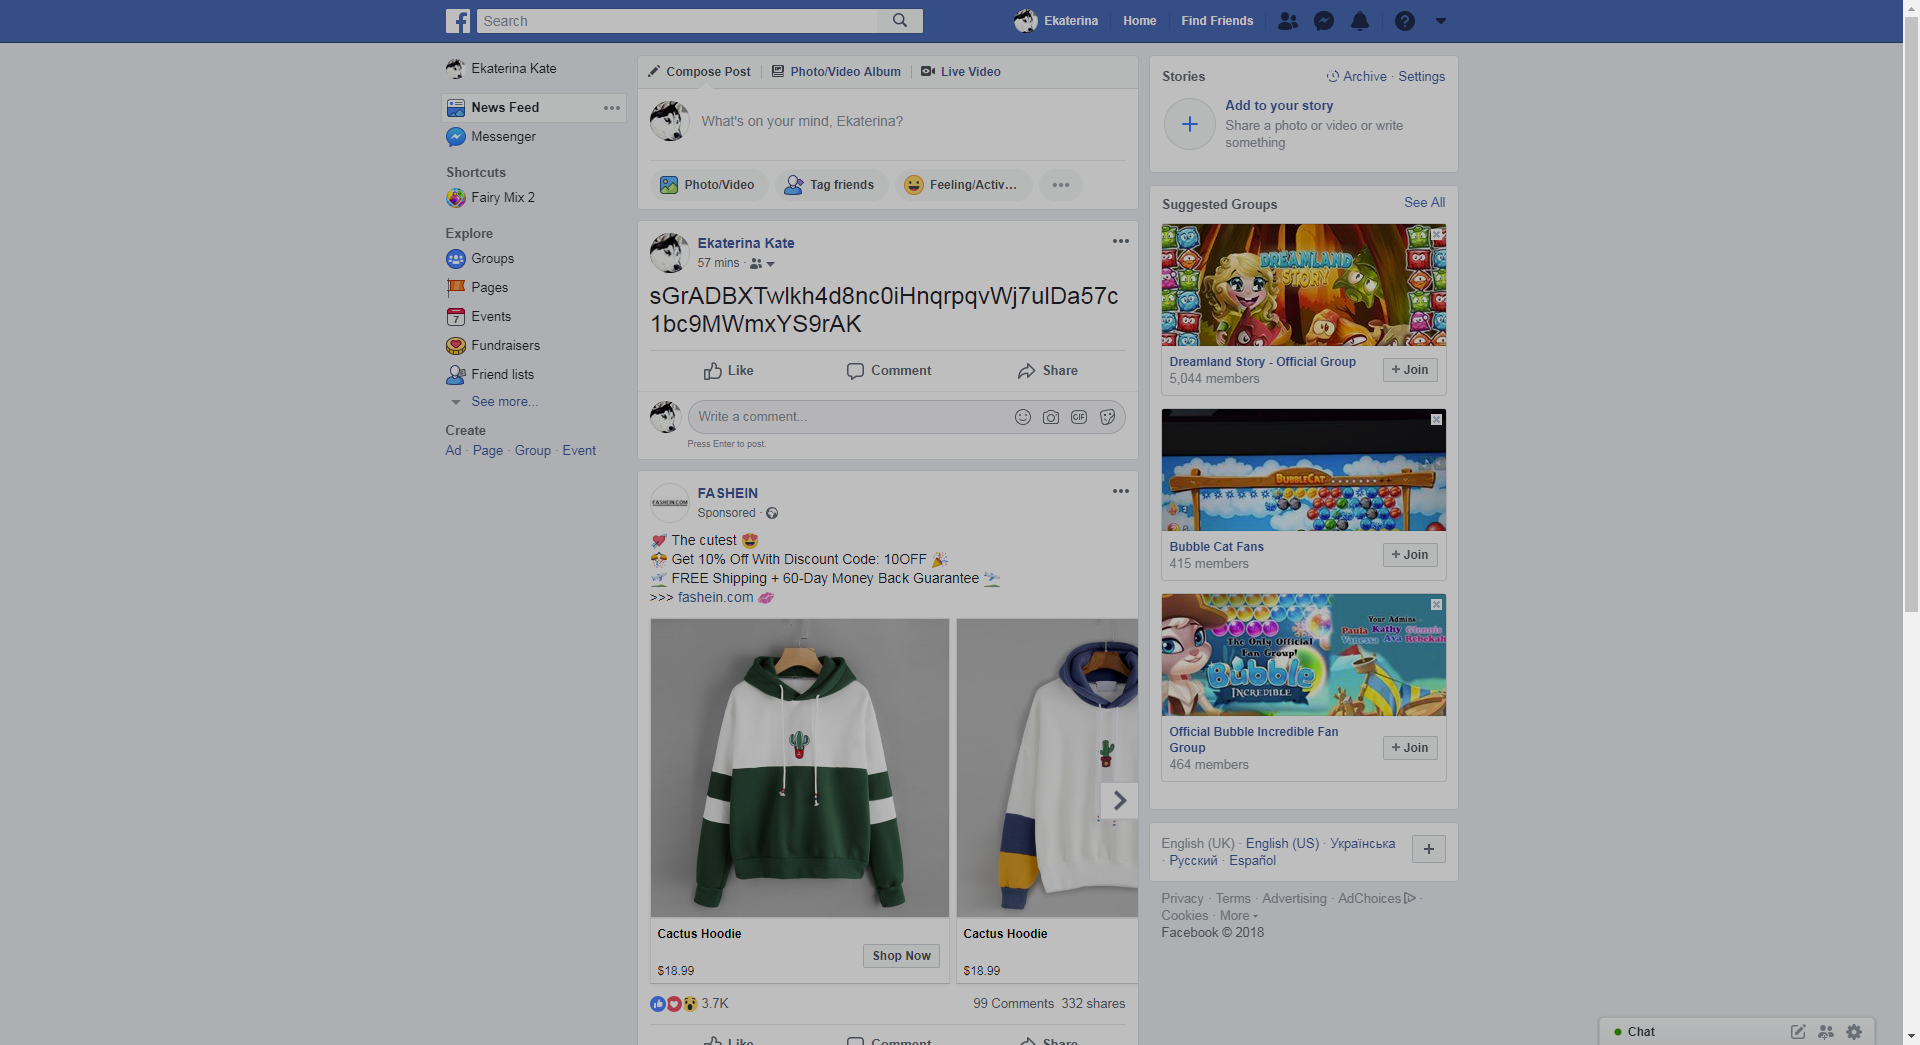 Search
Ekaterina
Home
Find Friends
Ekaterina Kate
News Feed
Messenger
Shortcuts
Fairy Mix 2
Explore
Groups
Pages
7
Events
Fundraisers
Friend lists
See more...
Create
Ad · Page · Group · Event
Compose Post
Photo/Video Album
Live Video
What's on your mind, Ekaterina?
Photo/Video
Tag friends
Feeling/Activ...
Ekaterina Kate
57 mins ·
sGrADBXTwIkh4d8nc0iHnqrpqvWj7ulDa57c
1bc9MWmxYS9rAK
Like
Comment
Share
Write a comment...
GIF
Press Enter to post.
FASHEIN.COM
FASHEIN
Sponsored ·
💘 The cutest 😍
🎊 Get 10% Off With Discount Code: 10OFF 🎉
🛫 FREE Shipping + 60-Day Money Back Guarantee 🛬
>>> fashein.com 💋
Cactus Hoodie
Shop Now
$18.99
Cactus Hoodie
$18.99
3.7K
99 Comments 332 shares
Like
Comment
Share
Stories
Archive · Settings
Add to your story
Share a photo or video or write
something
Suggested Groups
See All
DREAMLAND
STORY
Dreamland Story - Official Group
5,044 members
+ Join
BUBBLECAT
Bubble Cat Fans
415 members
+ Join
Your Admins
Paula Kathy Glennis
Vanessa Ava Rebekah
The Only Official
Fan Group!
Bubble
INCREDIBLE
Official Bubble Incredible Fan
Group
464 members
+ Join
English (UK) · English (US) · Українська
· Русский · Español
+
Privacy · Terms · Advertising · AdChoices ·
Cookies · More
Facebook © 2018
Chat